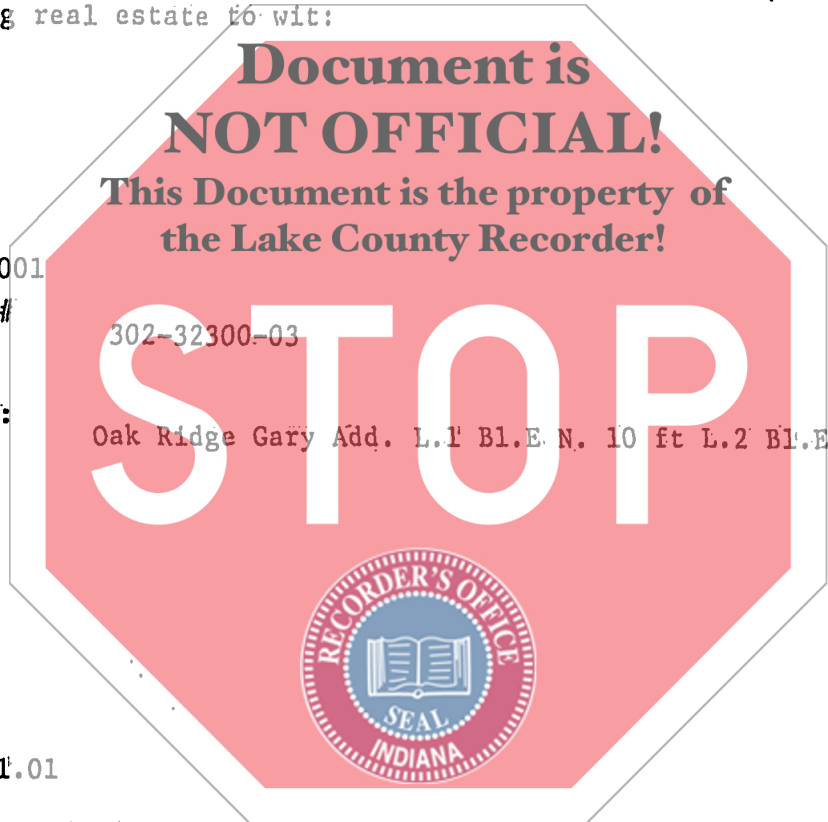 g real estate to wit:
Document is
NOT OFFICIAL!
This Document is the property of
the Lake County Recorder!
001
#
302-32300-03
STOP
:
Oak Ridge Gary Add. L.1 Bl.E N. 10 ft L.2 Bl.E
RECORDER'S OFFICE
SEAL
INDIANA
1.01